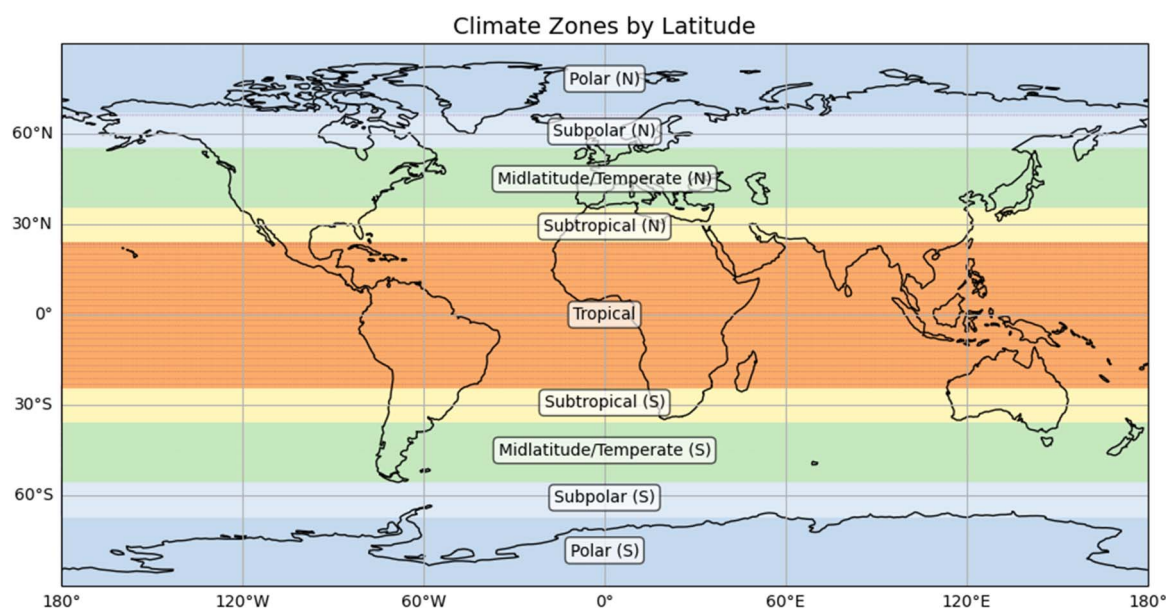 Climate Zones by Latitude
Polar (N)
60°N
Subpolar (N)
Midlatitude/Temperate (N)
30°N
Subtropical (N)
0°
Tropical
30°S
Subtropical (S)
Midlatitude/Temperate (S)
60°S
Subpolar (S)
Polar (S)
180° 120°W 60°W 0° 60°E 120°E 180°